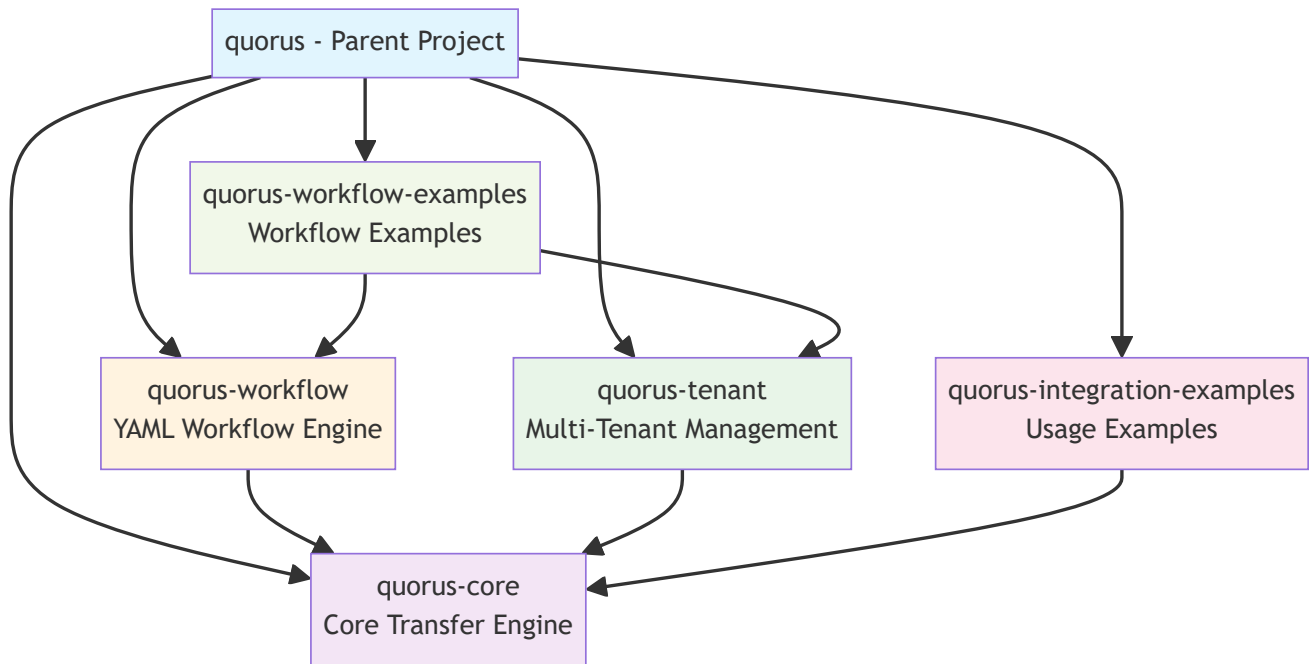 quorus - Parent Project
quorus-workflow-examples
Workflow Examples
quorus-workflow
YAML Workflow Engine
quorus-tenant
Multi-Tenant Management
quorus-integration-examples
Usage Examples
quorus-core
Core Transfer Engine